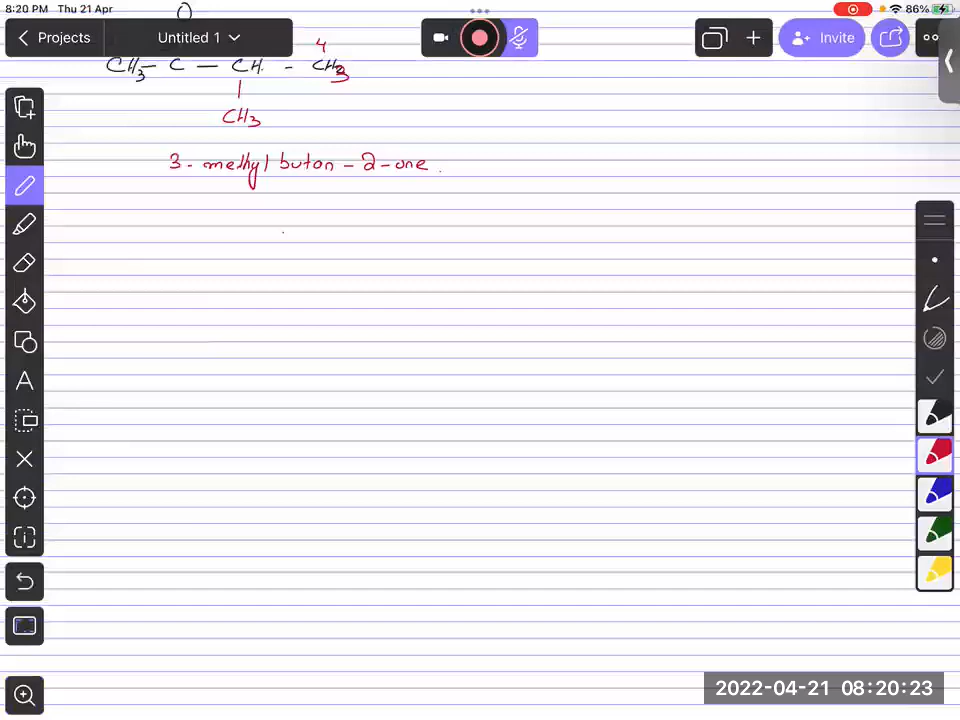 8:20 PM Thu 21 Apr
86%
Projects
Untitled 1
Invite
O
4
CH3 — C — CH - CH3
|
CH3
3 - methyl buton - 2 - one .
A
2022-04-21 08:20:23